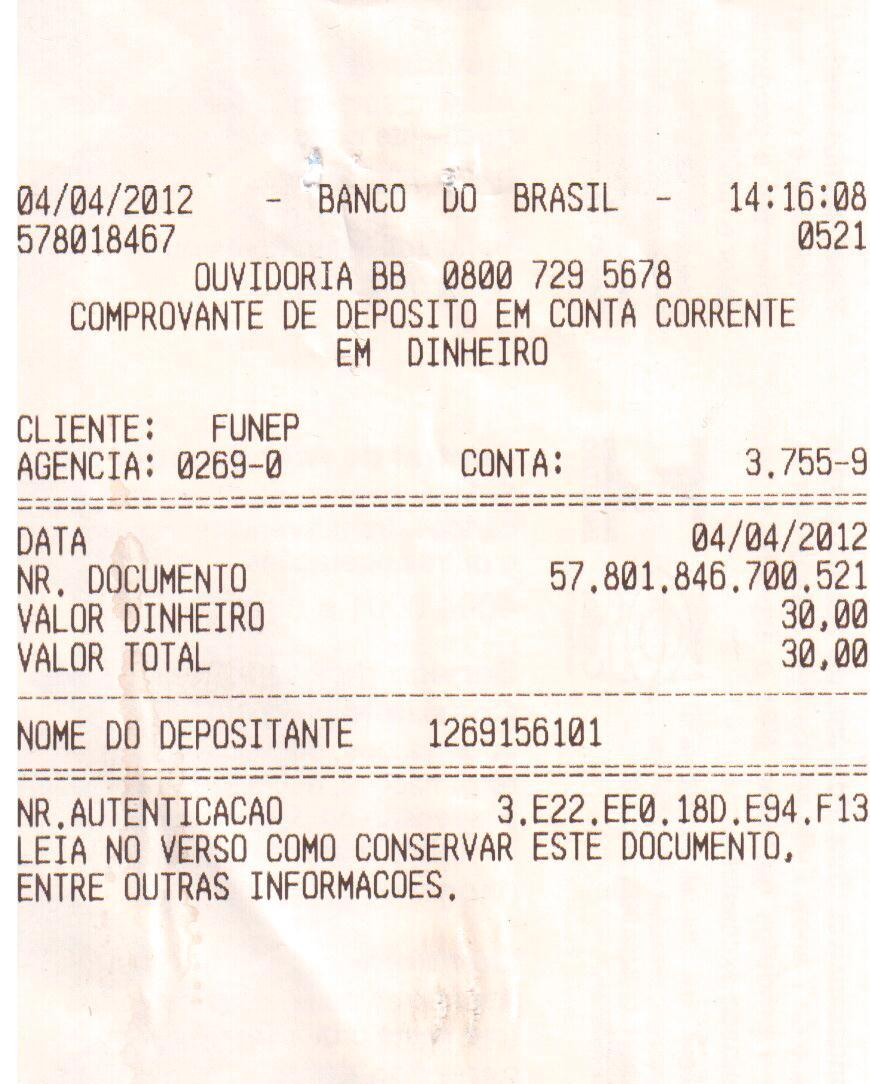 04/04/2012 - BANCO DO BRASIL - 14:16:08
578018467 0521
OUVIDORIA BB 0800 729 5678
COMPROVANTE DE DEPOSITO EM CONTA CORRENTE
EM DINHEIRO
CLIENTE: FUNEP
AGENCIA: 0269-0 CONTA: 3.755-9
================================================
DATA 04/04/2012
NR. DOCUMENTO 57.801.846.700.521
VALOR DINHEIRO 30,00
VALOR TOTAL 30,00
------------------------------------------------
NOME DO DEPOSITANTE 1269156101
================================================
NR.AUTENTICACAO 3.E22.EE0.18D.E94.F13
LEIA NO VERSO COMO CONSERVAR ESTE DOCUMENTO,
ENTRE OUTRAS INFORMACOES.